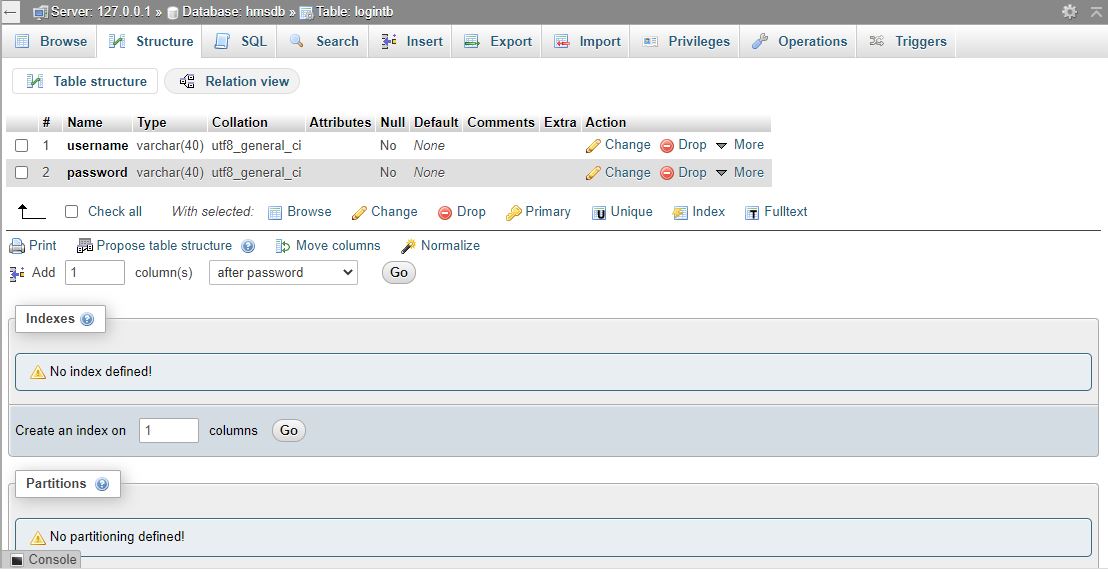 Server: 127.0.0.1 » Database: hmsdb » Table: logintb
Browse Structure SQL Search Insert Export Import Privileges Operations Triggers
Table structure Relation view
# Name Type Collation Attributes Null Default Comments Extra Action
1 username varchar(40) utf8_general_ci No None Change Drop More
2 password varchar(40) utf8_general_ci No None Change Drop More
Check all With selected: Browse Change Drop Primary Unique Index Fulltext
Print Propose table structure Move columns Normalize
Add 1 column(s) after password Go
Indexes
No index defined!
Create an index on 1 columns Go
Partitions
No partitioning defined!
Console